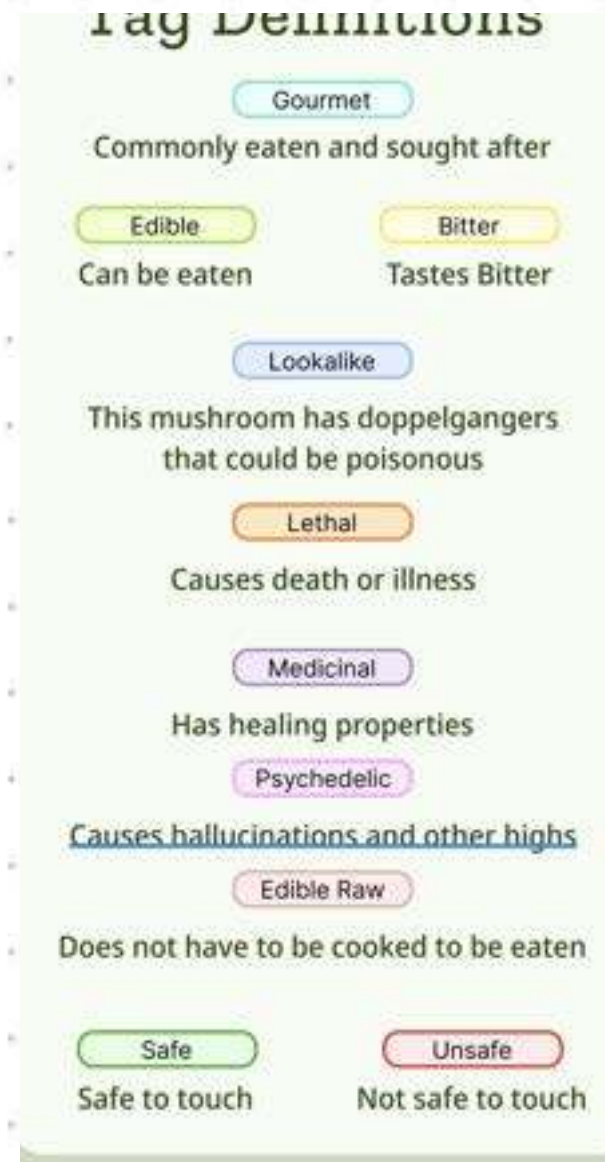 Tag Definitions
Gourmet
Commonly eaten and sought after
Edible
Bitter
Can be eaten
Tastes Bitter
Lookalike
This mushroom has doppelgangers
that could be poisonous
Lethal
Causes death or illness
Medicinal
Has healing properties
Psychedelic
Causes hallucinations and other highs
Edible Raw
Does not have to be cooked to be eaten
Safe
Unsafe
Safe to touch
Not safe to touch